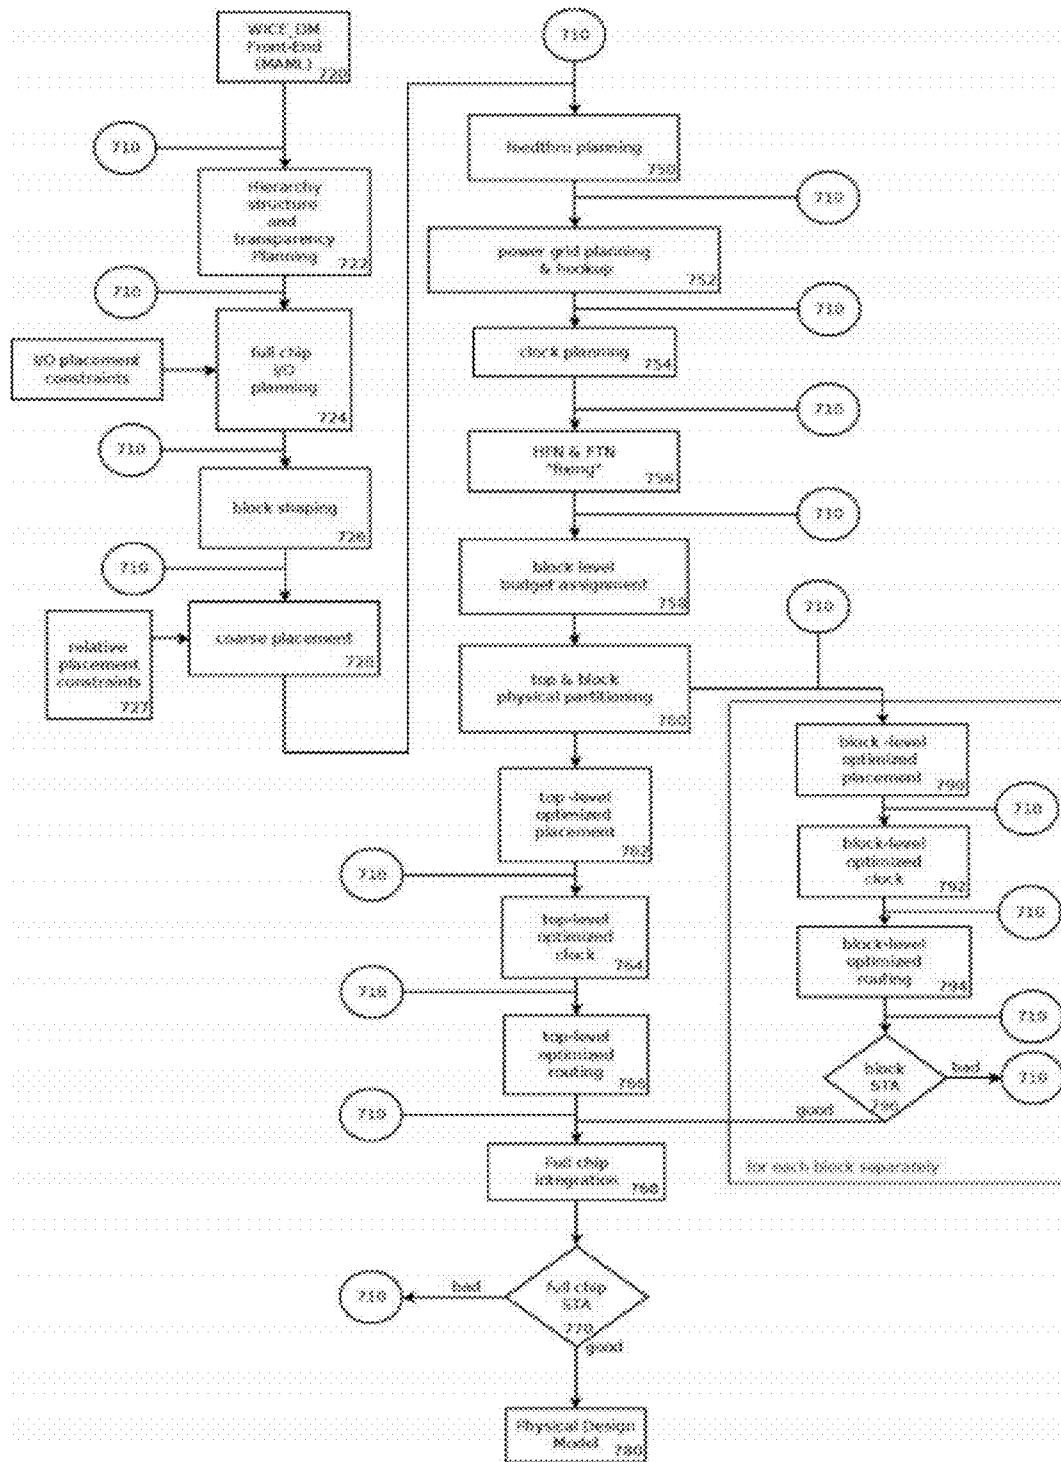 Front-End
720
710
Hierarchy
structure
and
transparency
Planning
722
710
full chip
I/O
planning
724
I/O placement
constraints
710
block shaping
726
710
coarse placement
728
relative
placement
constraints
727
710
feedthru planning
750
710
power grid planning
& hookup
752
710
clock planning
754
710
HFN & FTN
756
710
block level
budget assignment
758
top & block
physical partitioning
760
710
top-level
optimized
placement
762
710
top-level
optimized
clock
764
710
top-level
optimized
routing
766
710
Full chip
integration
768
full chip
STA
770
bad
710
good
Physical Design
Model
780
block-level
optimized
placement
790
710
block-level
optimized
clock
792
710
block-level
optimized
routing
794
710
block
STA
796
bad
710
good
for each block separately